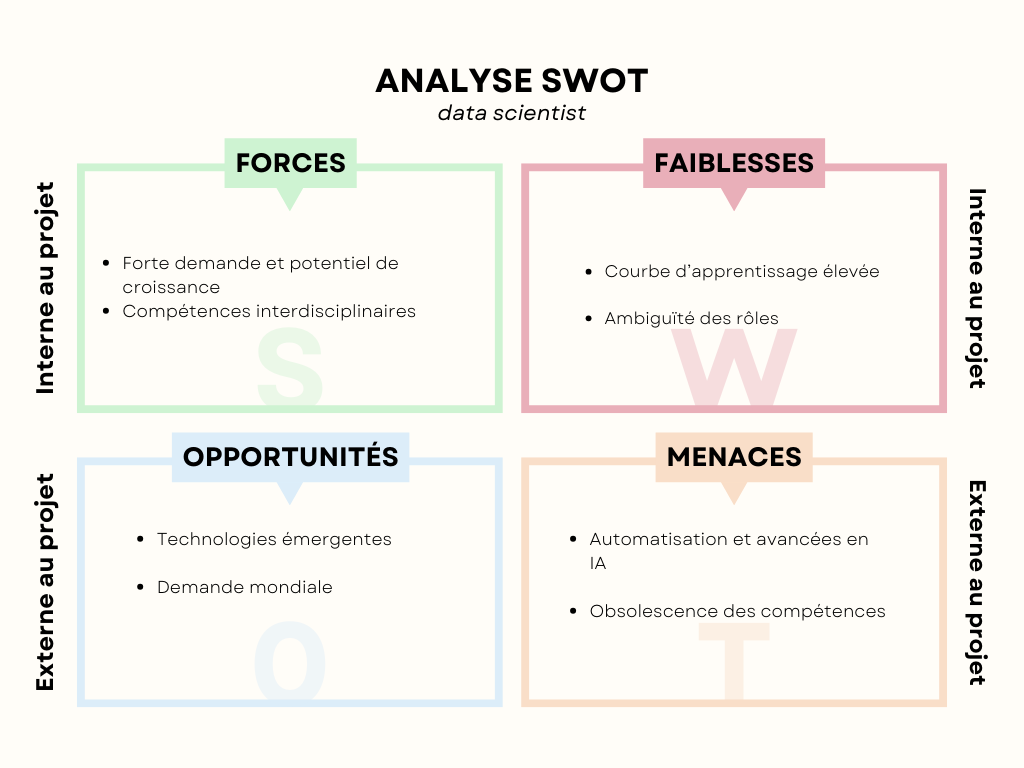 ANALYSE SWOT
data scientist
Interne au projet
FORCES
• Forte demande et potentiel de
croissance
• Compétences interdisciplinaires
S
FAIBLESSES
• Courbe d’apprentissage élevée
• Ambiguïté des rôles
W
Interne au projet
Externe au projet
OPPORTUNITÉS
• Technologies émergentes
• Demande mondiale
O
MENACES
• Automatisation et avancées en
IA
• Obsolescence des compétences
T
Externe au projet